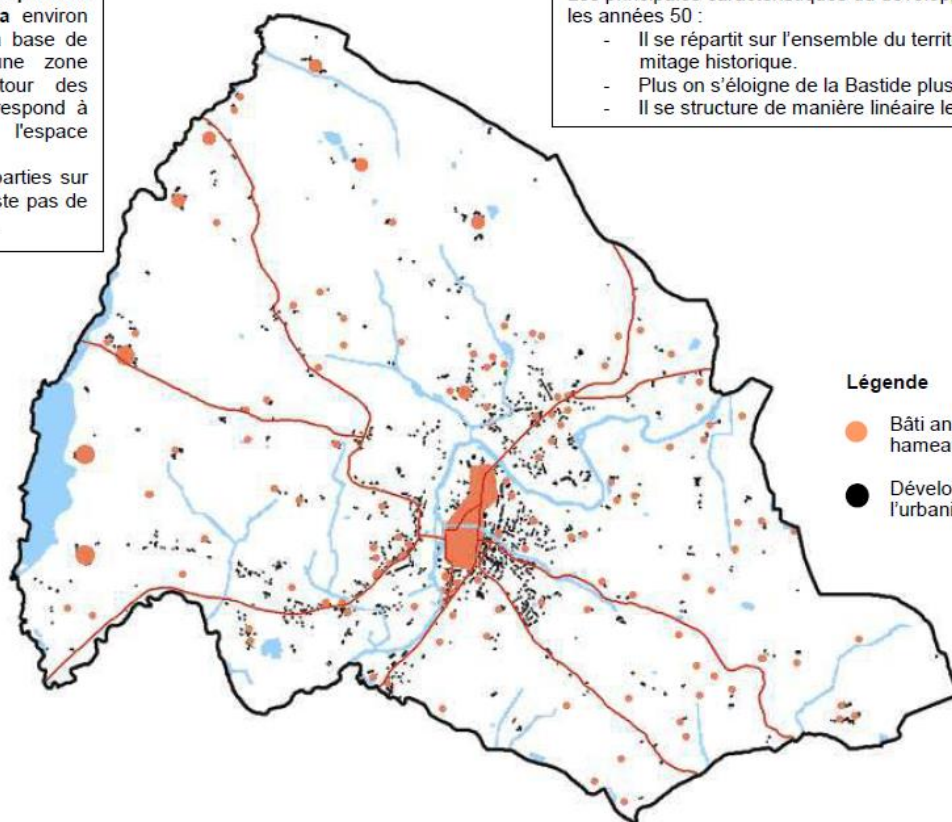 environ
base de
une zone
tour des
respond à
l'espace
parties sur
ste pas de
les années 50 :
- Il se répartit sur l'ensemble du territ
mitage historique.
- Plus on s'éloigne de la Bastide plus
- Il se structure de manière linéaire le
Légende
Bâti an
hamea
Dévelo
l'urbani